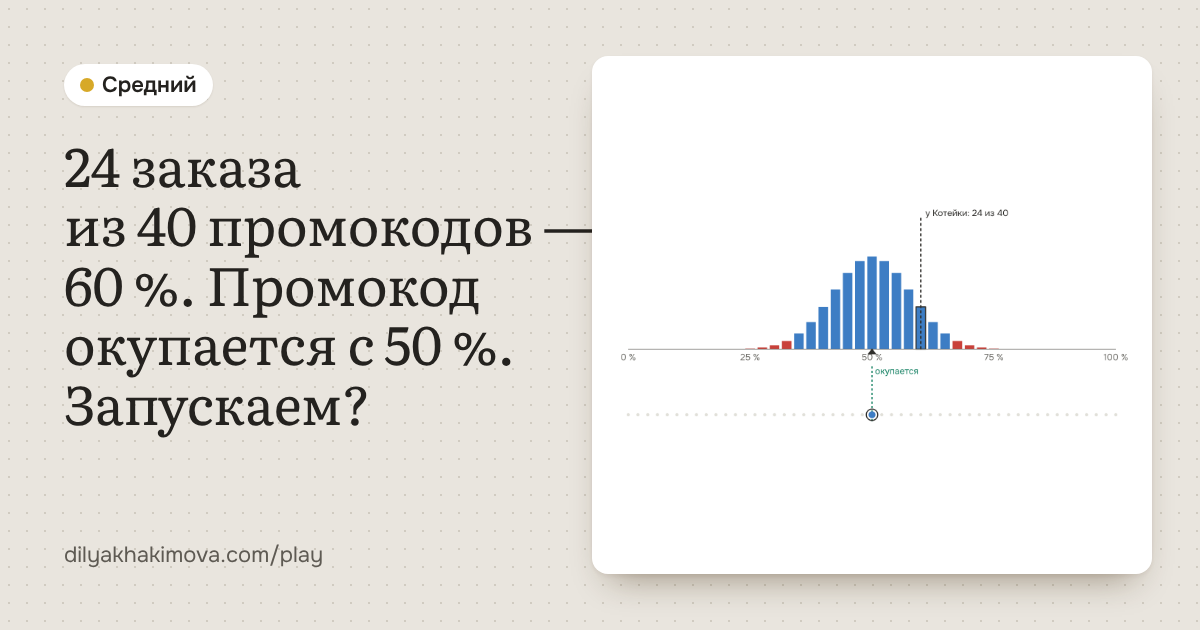 Средний
24 заказа
из 40 промокодов —
60 %. Промокод
окупается с 50 %.
Запускаем?
dilyakhakimova.com/play
у Котейки: 24 из 40
0 %
25 %
50 %
75 %
100 %
окупается